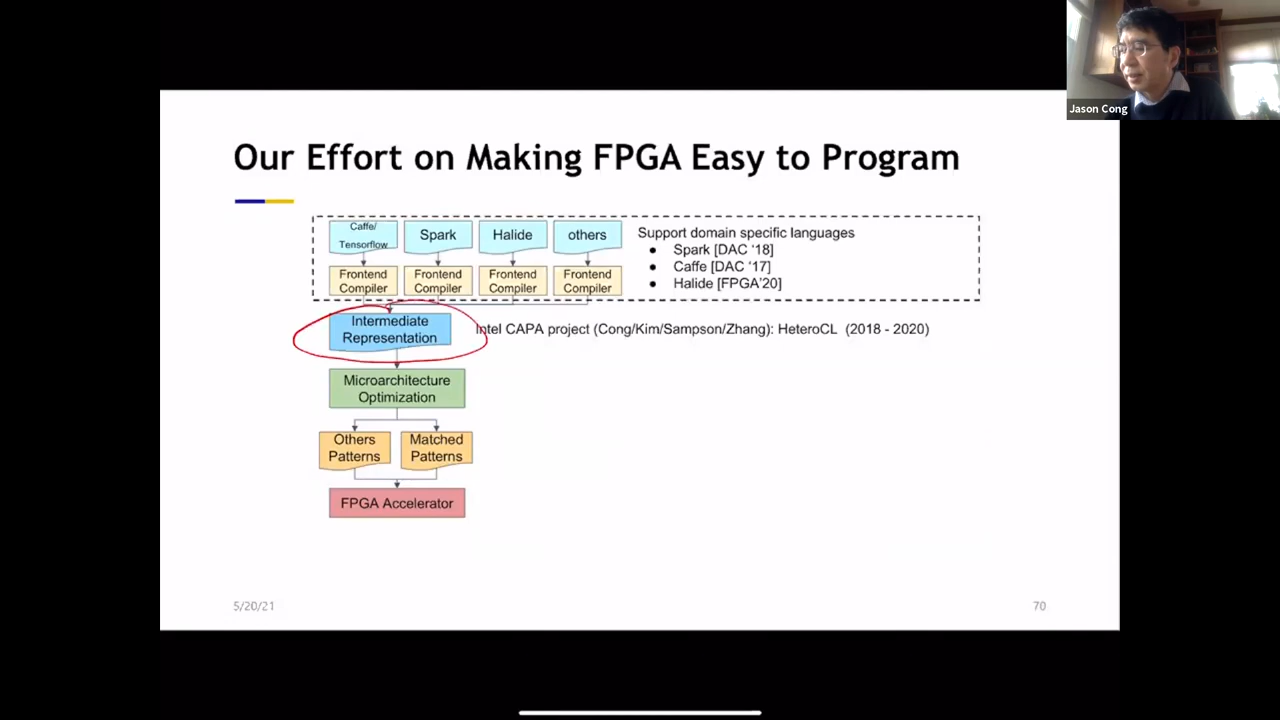 Jason Cong
Our Effort on Making FPGA Easy to Program
Caffe/
Tensorflow
Spark
Halide
others
Frontend
Compiler
Frontend
Compiler
Frontend
Compiler
Frontend
Compiler
Support domain specific languages
● Spark [DAC ‘18]
● Caffe [DAC ‘17]
● Halide [FPGA’20]
Intermediate
Representation
Intel CAPA project (Cong/Kim/Sampson/Zhang): HeteroCL (2018 - 2020)
Microarchitecture
Optimization
Others
Patterns
Matched
Patterns
FPGA Accelerator
5/20/21
70